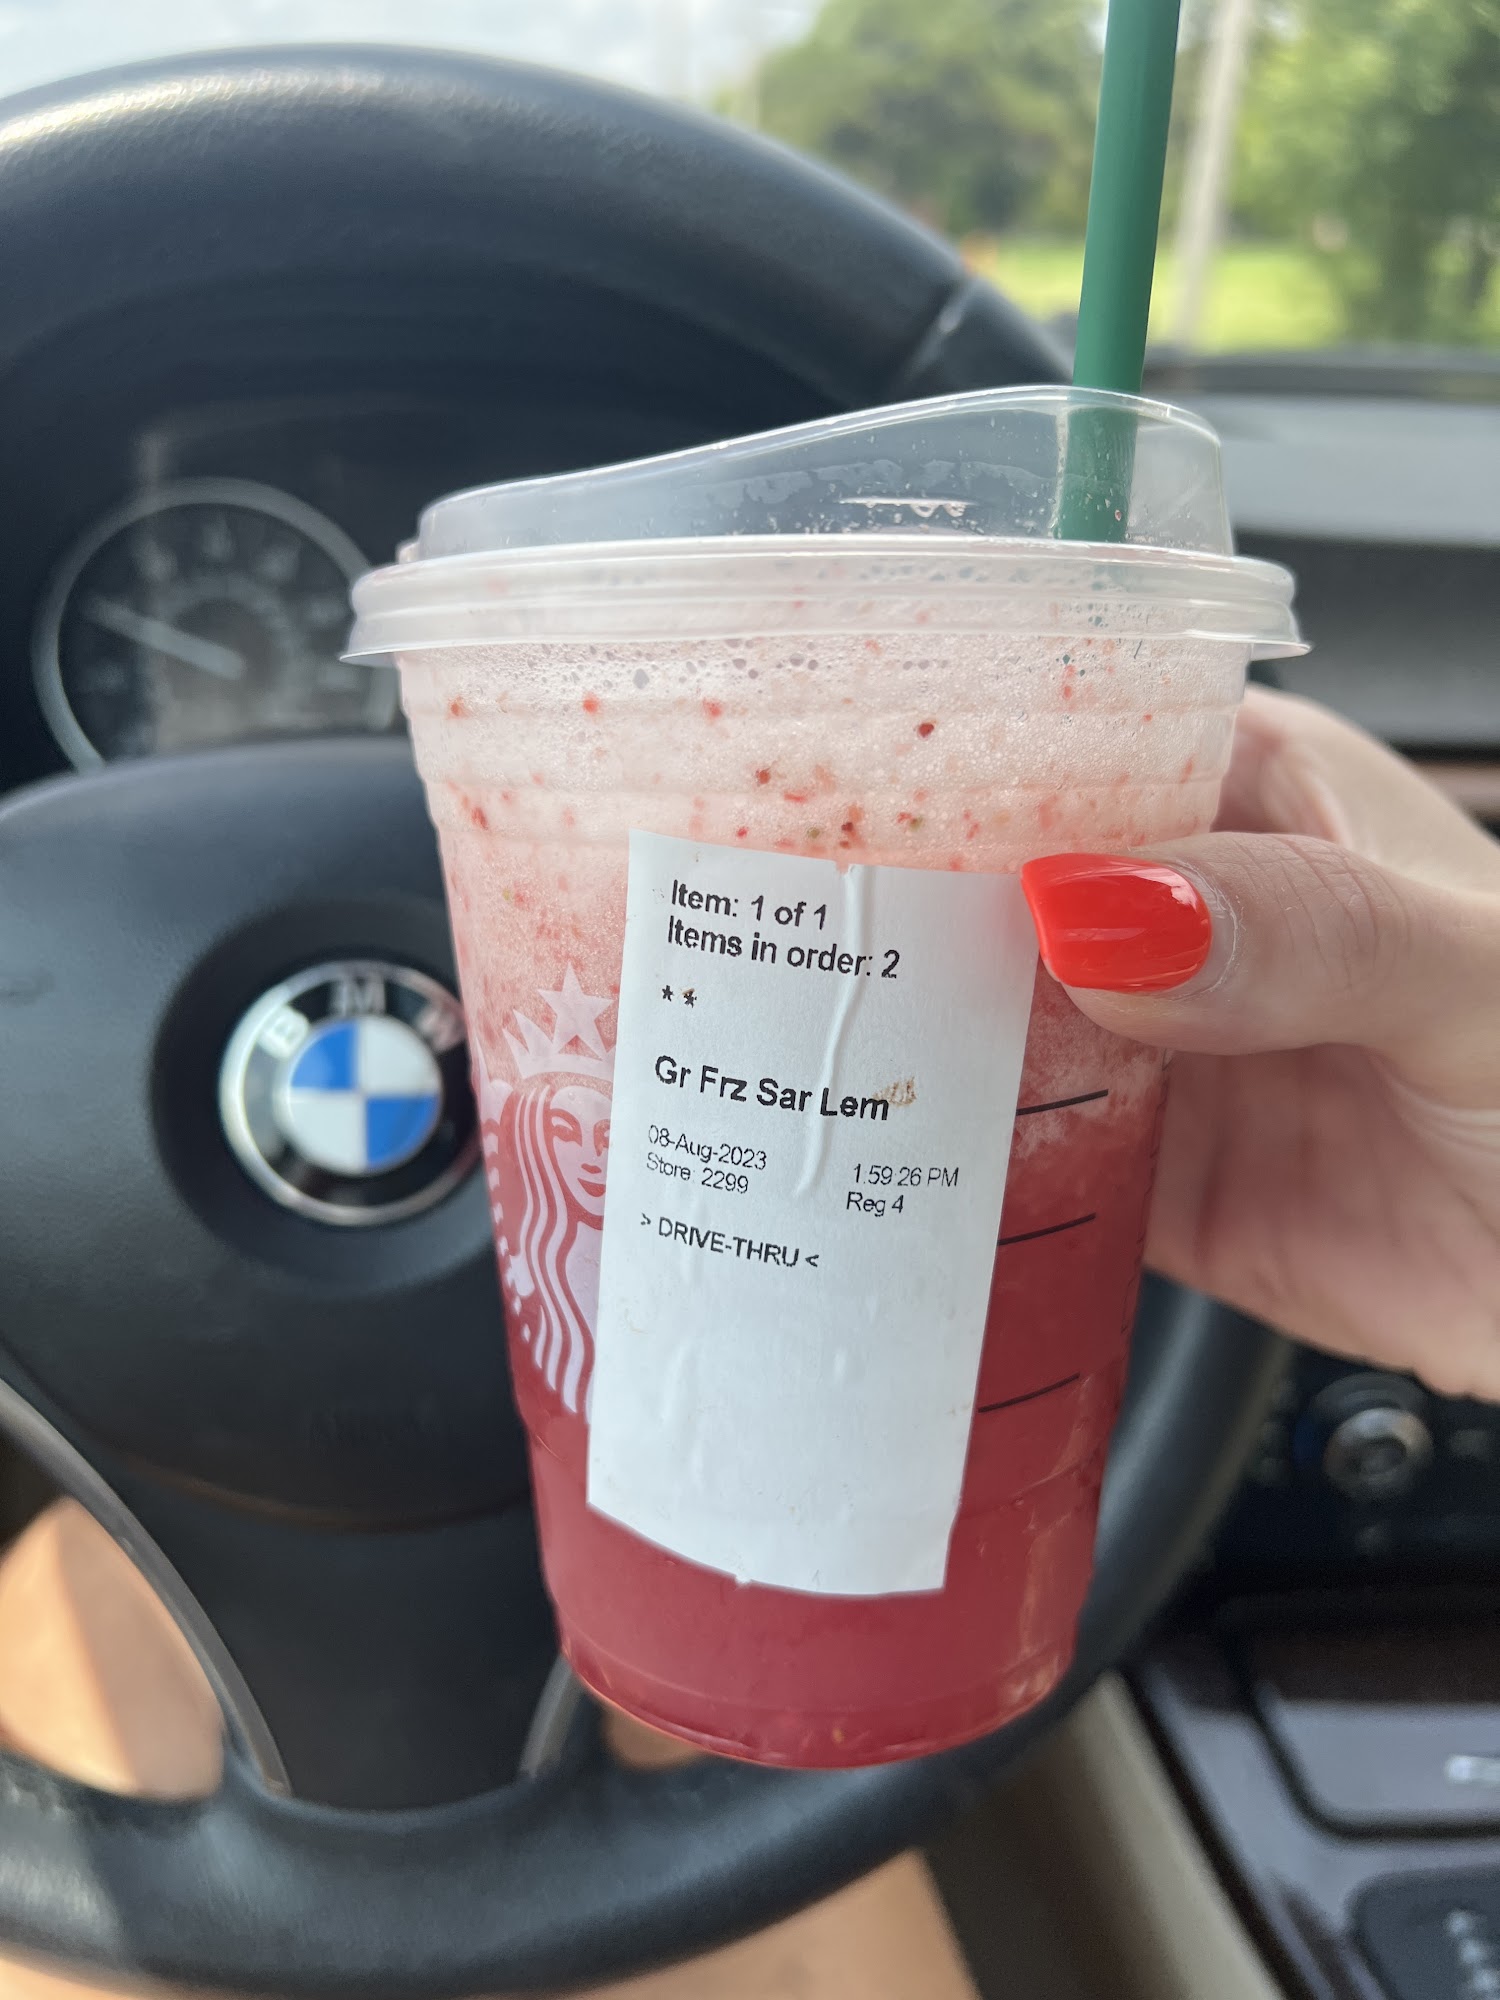 Item: 1 of 1
Items in order: 2
* *
Gr Frz Sar Lem
08-Aug-2023 1:59:26 PM
Store: 2299 Reg 4
> DRIVE-THRU <
BMW